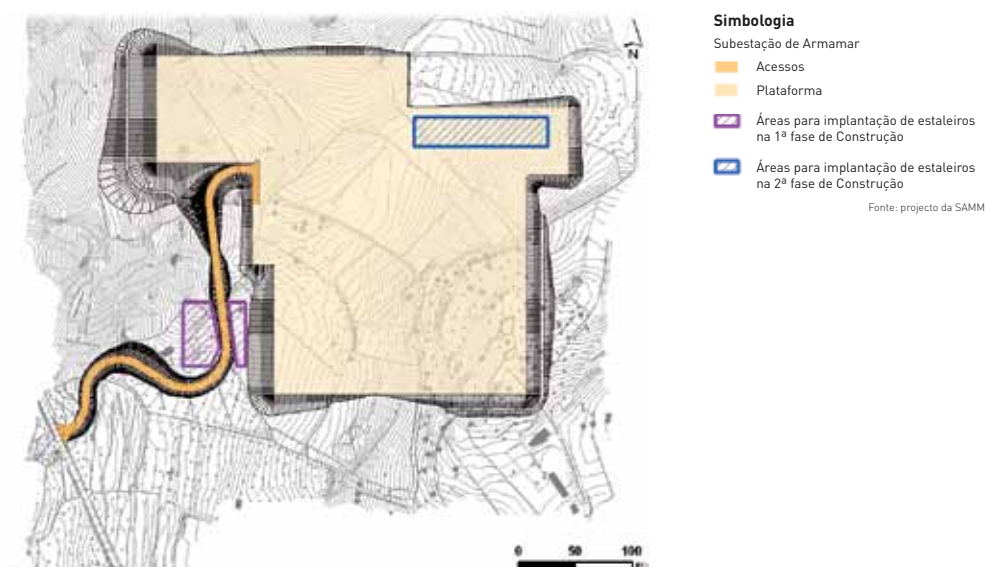 N
Simbologia
Subestação de Armamar
Acessos
Plataforma
Áreas para implantação de estaleiros
na 1ª fase de Construção
Áreas para implantação de estaleiros
na 2ª fase de Construção
Fonte: projecto da SAMM
0 50 100